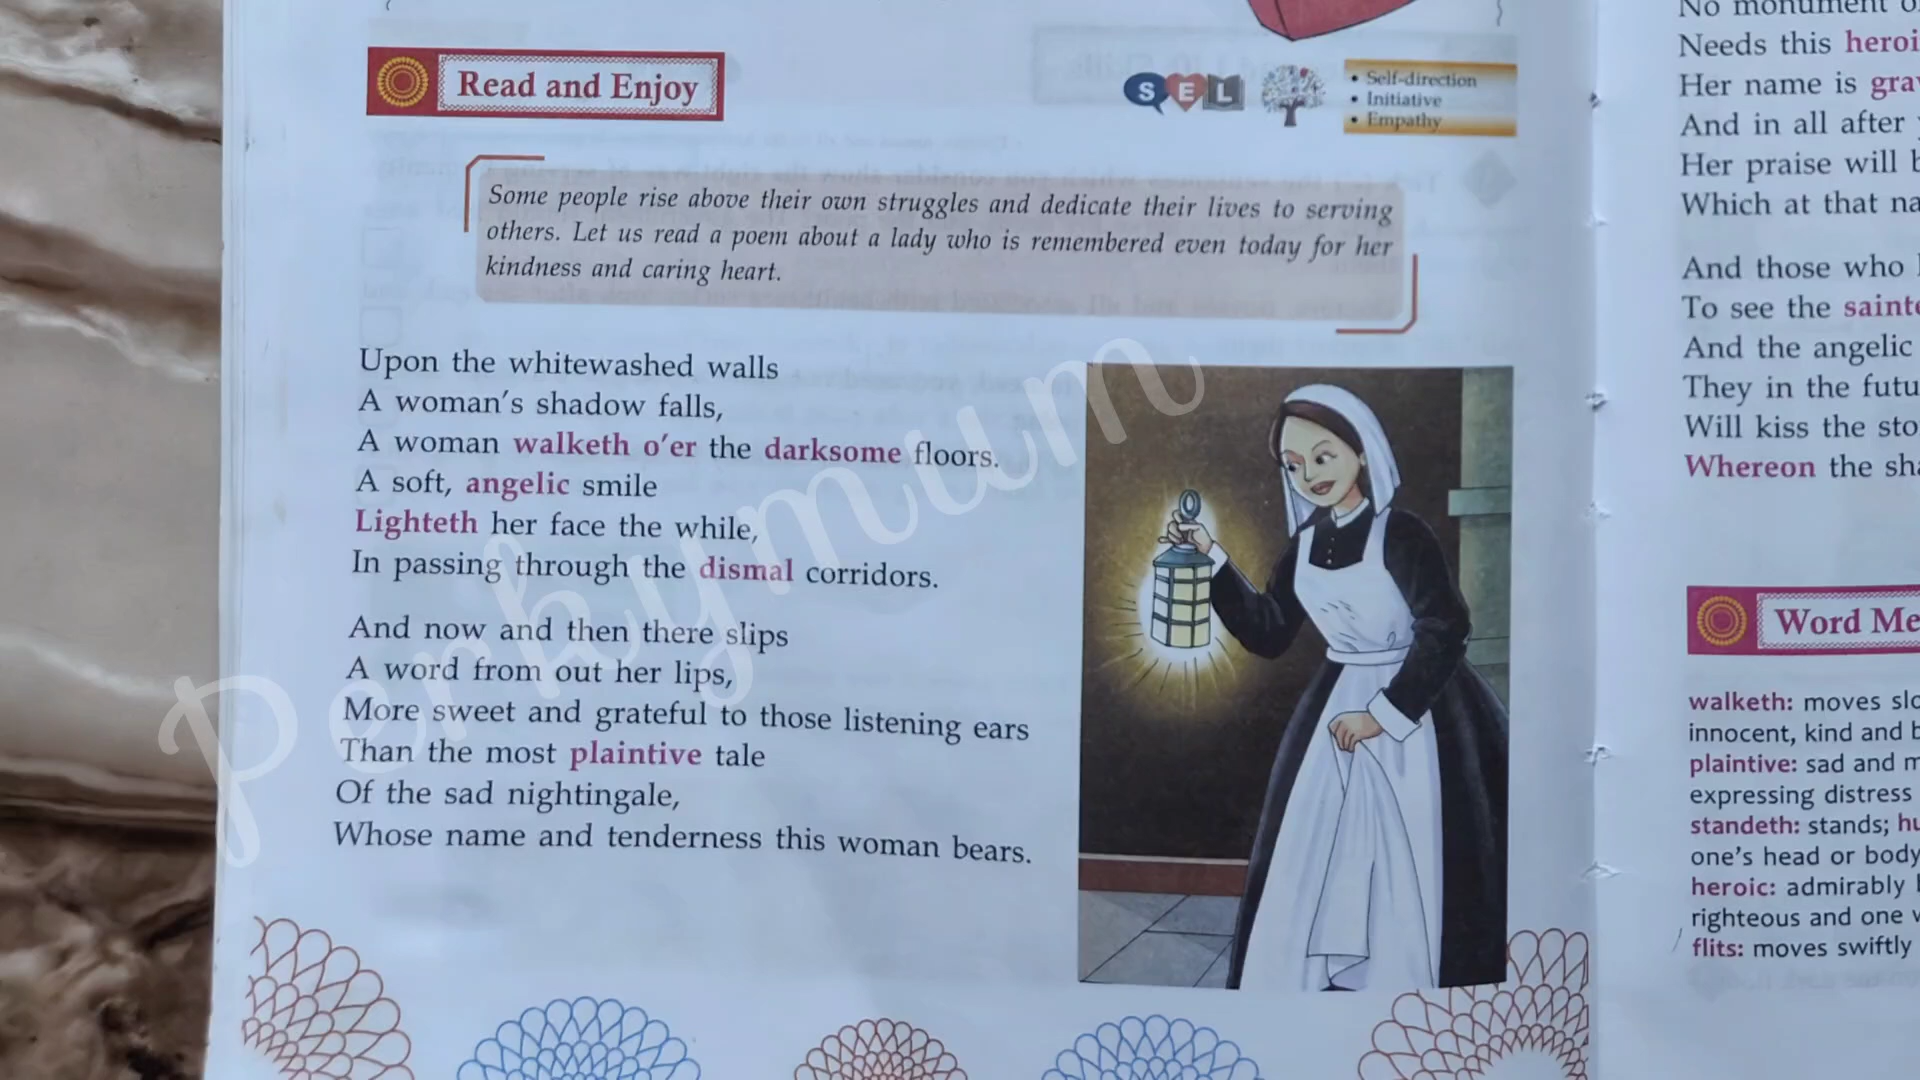 Read and Enjoy
S E L
• Self-direction
• Initiative
• Empathy
Some people rise above their own struggles and dedicate their lives to serving
others. Let us read a poem about a lady who is remembered even today for her
kindness and caring heart.
Upon the whitewashed walls
A woman's shadow falls,
A woman walketh o'er the darksome floors.
A soft, angelic smile
Lighteth her face the while,
In passing through the dismal corridors.
And now and then there slips
A word from out her lips,
More sweet and grateful to those listening ears
Than the most plaintive tale
Of the sad nightingale,
Whose name and tenderness this woman bears.
Perkymum
No monument
Needs this
Her name is
And in all after
Her praise will
Which at that
And those who
To see the
And the angelic
They in the
Will kiss the
Whereon the
Word
walketh: moves
innocent, kind and
plaintive: sad and
expressing distress
standeth: stands;
one's head or body
heroic: admirably
righteous and one
flits: moves swiftly